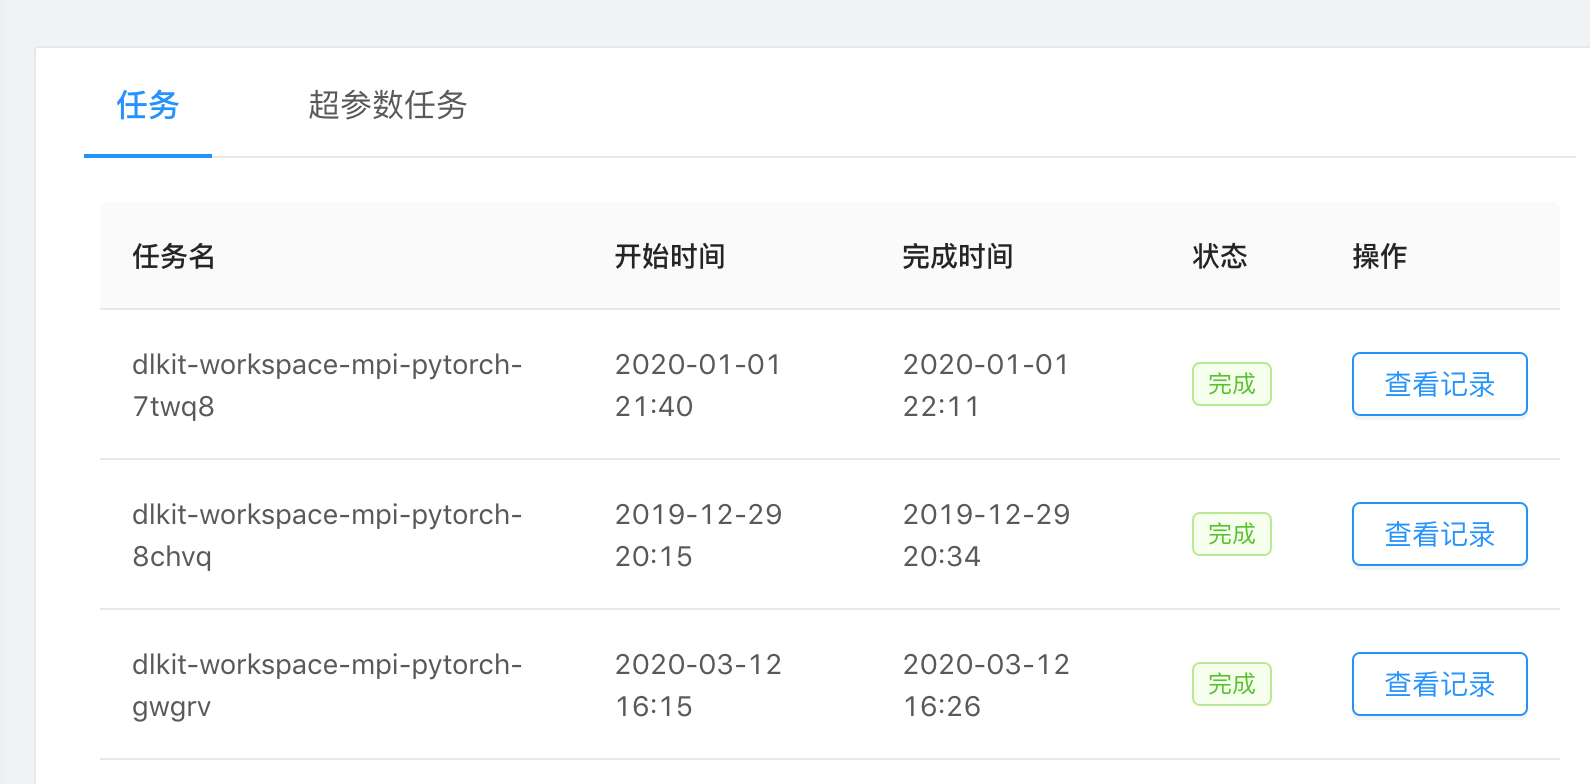 任务 超参数任务
任务名 开始时间 完成时间 状态 操作
dlkit-workspace-mpi-pytorch- 2020-01-01 2020-01-01
7twq8 21:40 22:11 完成 查看记录
dlkit-workspace-mpi-pytorch- 2019-12-29 2019-12-29
8chvq 20:15 20:34 完成 查看记录
dlkit-workspace-mpi-pytorch- 2020-03-12 2020-03-12
gwgrv 16:15 16:26 完成 查看记录